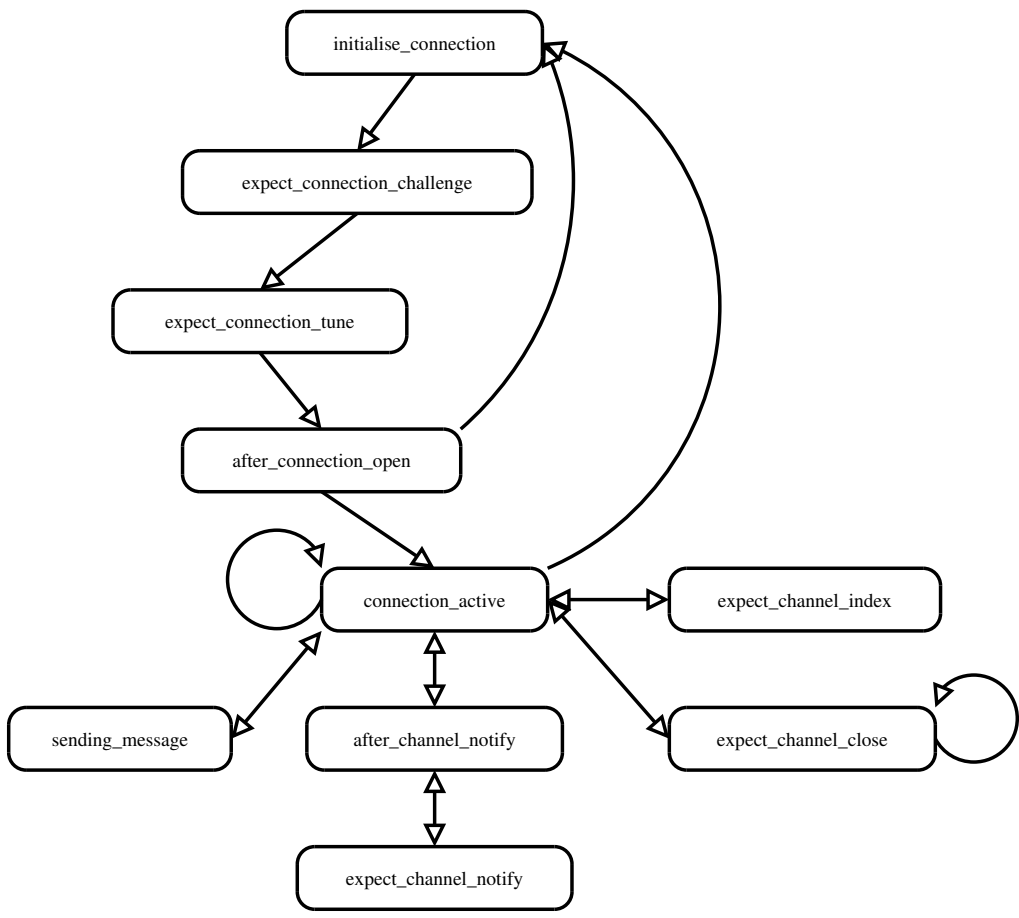 initialise_connection
expect_connection_challenge
expect_connection_tune
after_connection_open
connection_active
expect_channel_index
sending_message
after_channel_notify
expect_channel_close
expect_channel_notify